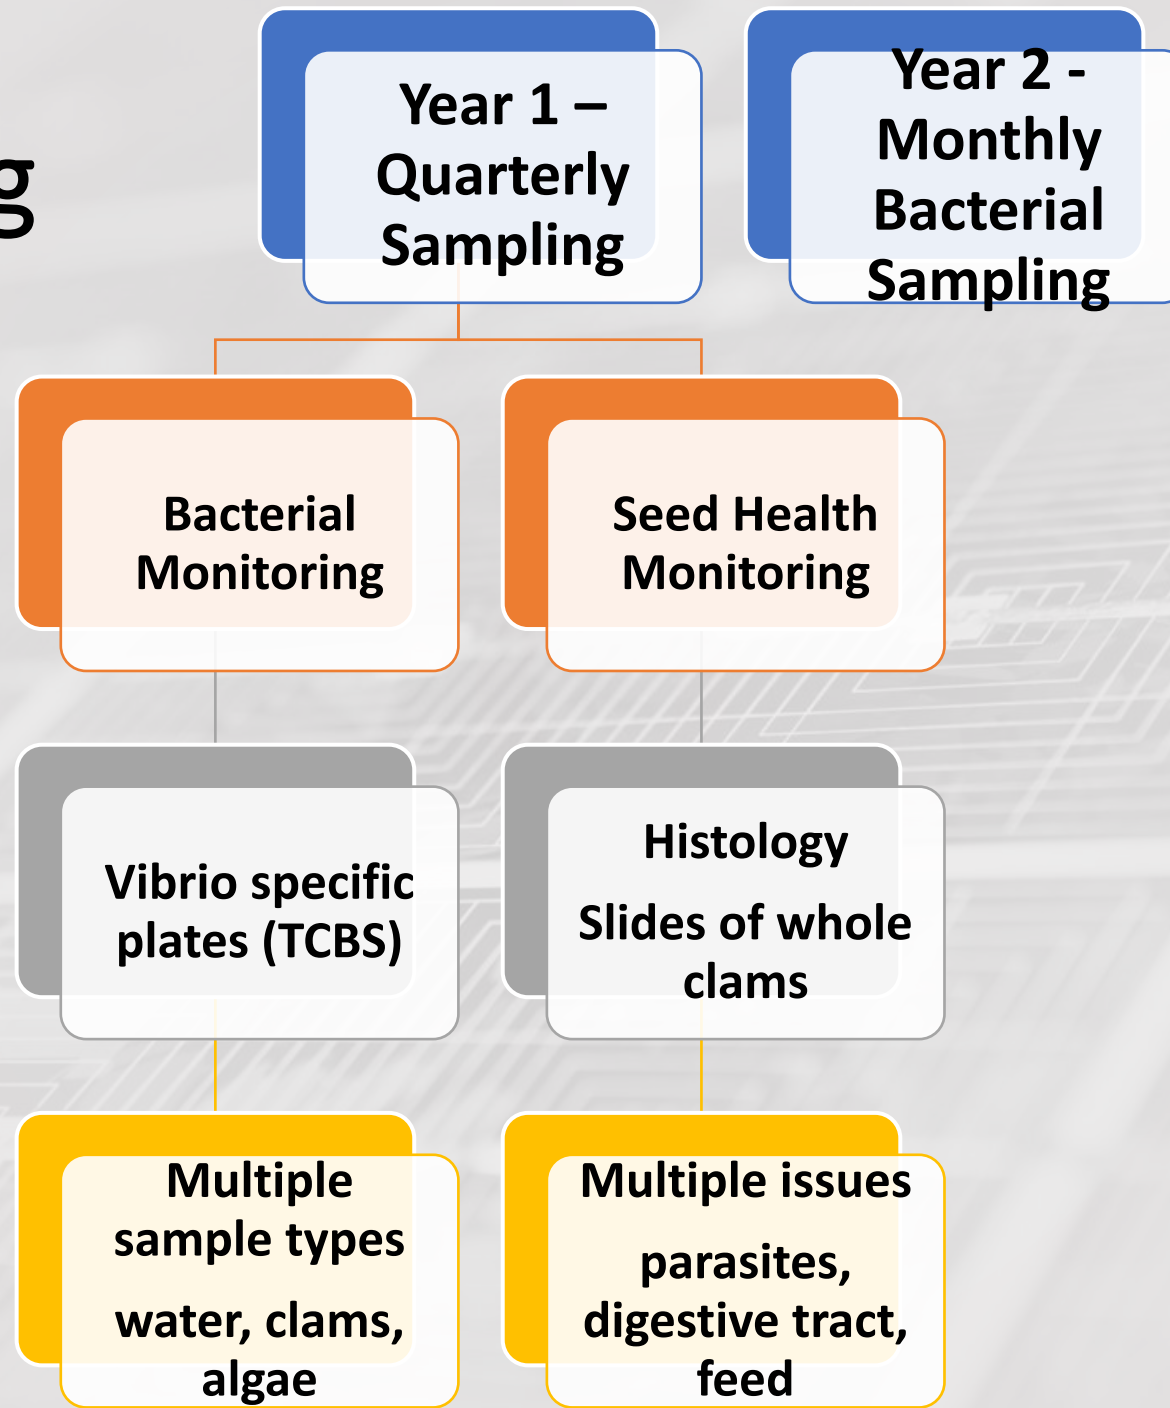 g
Year 1 –
Quarterly
Sampling
Year 2 -
Monthly
Bacterial
Sampling
Bacterial
Monitoring
Seed Health
Monitoring
Vibrio specific
plates (TCBS)
Histology
Slides of whole
clams
Multiple
sample types
water, clams,
algae
Multiple issues
parasites,
digestive tract,
feed